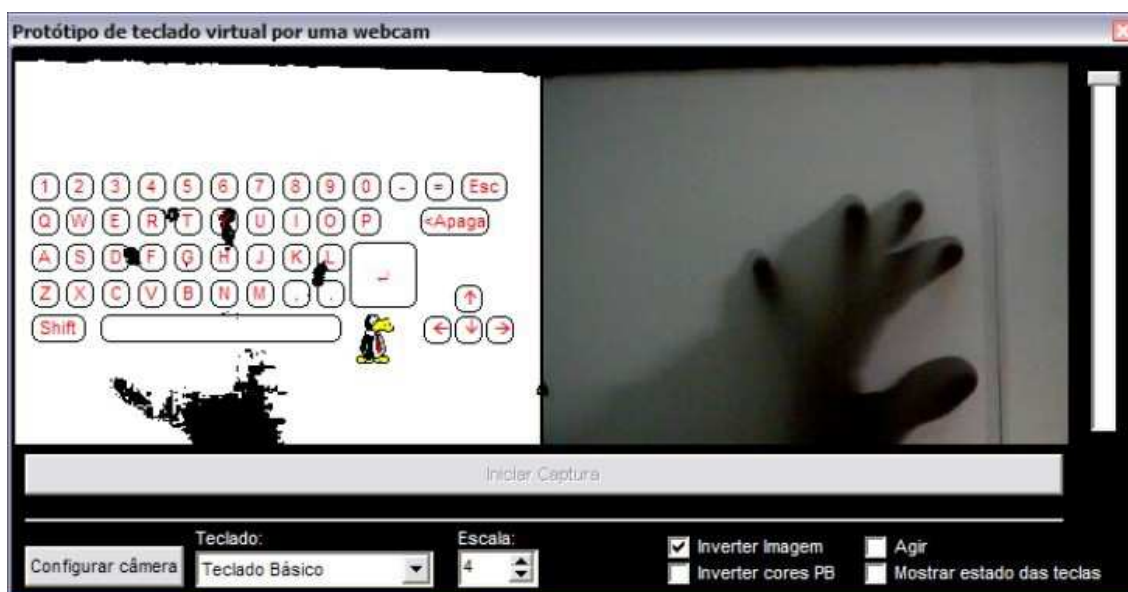 Protótipo de teclado virtual por uma webcam
1 2 3 4 5 6 7 8 9 0 - = Esc
Q W E R T U I O P <Apaga
A S D F G H J K L ↵
Z X C V B N M , . ↑
Shift ← ↓ →
Iniciar Captura
Teclado: Escala:
Configurar câmera Teclado Básico 4
Inverter Imagem Agir
Inverter cores PB Mostrar estado das teclas